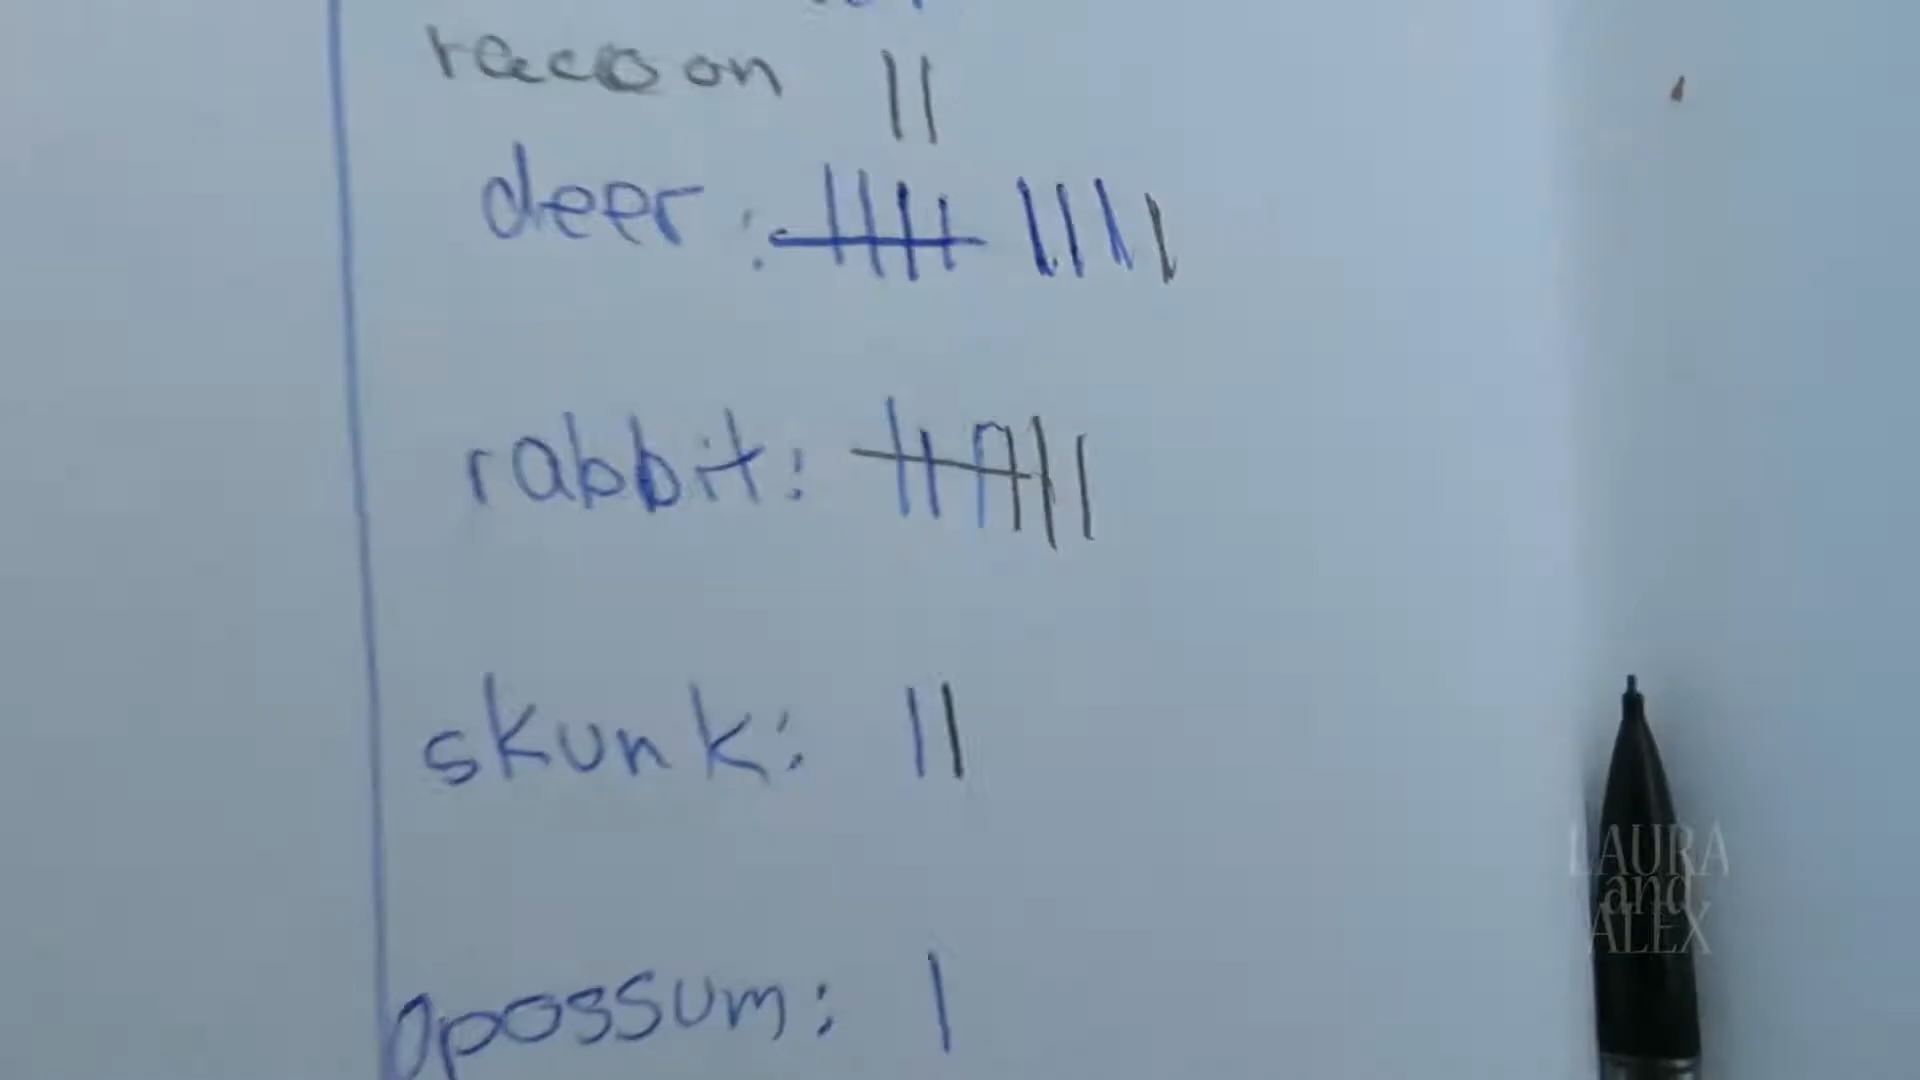 raccoon ||
deer: |||| ||||
rabbit: |||| ||
skunk: ||
opossum: |
LAURA
and
ALEX